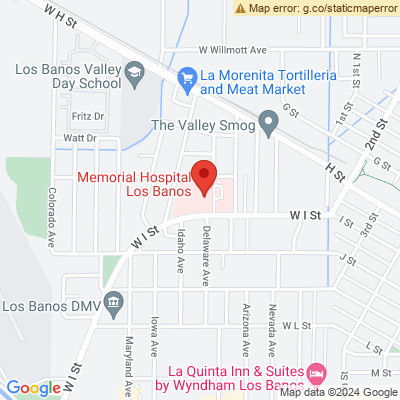 Map error: g.co/staticmaperror
W H St
W Willmott Ave
N 1st St
Los Banos Valley
Day School
La Morenita Tortilleria
and Meat Market
G St
1st St
2nd St
Fritz Dr
The Valley Smog
Watt Dr
G St
H St
Memorial Hospital
Los Banos
Colorado Ave
W I St
I St
3rd St
W I St
Idaho Ave
Delaware Ave
J St
Los Banos DMV
Iowa Ave
Arizona Ave
Nevada Ave
W L St
K St
Maryland Ave
L St
La Quinta Inn & Suites
by Wyndham Los Banos
M St
W I St
Google
Map data ©2024 Google